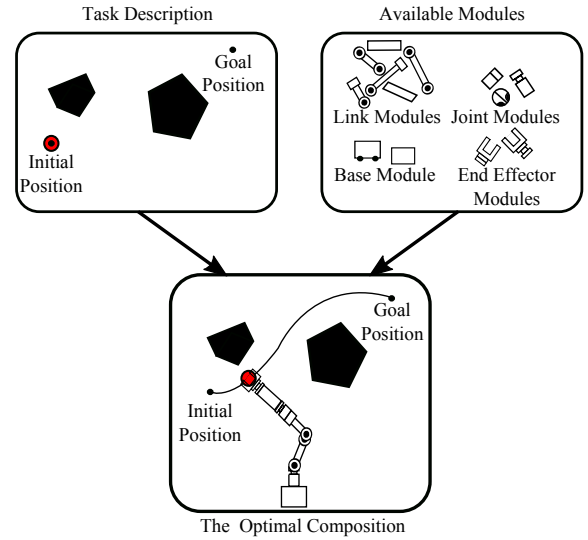 Task Description
Goal
Position
Initial
Position
Available Modules
Link Modules
Joint Modules
Base Module
End Effector
Modules
Goal
Position
Initial
Position
The Optimal Composition